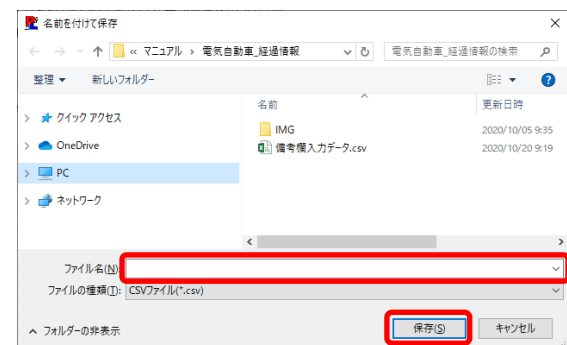 名前を付けて保存
« マニュアル › 電気自動車_経過情報
電気自動車_経過情報の検索
整理 新しいフォルダー
名前 更新日時
クイック アクセス
IMG 2020/10/05 9:35
OneDrive
備考欄入力データ.csv 2020/10/20 9:19
PC
ネットワーク
ファイル名(N):
ファイルの種類(T): CSVファイル(*.csv)
フォルダーの非表示
保存(S) キャンセル